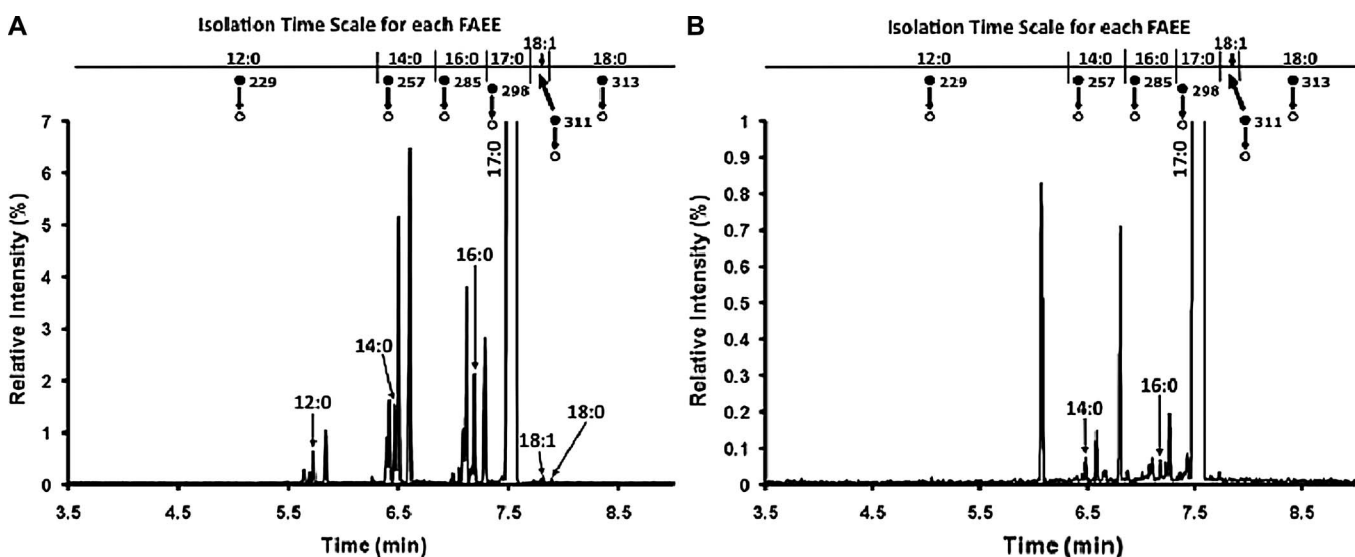 A
Isolation Time Scale for each FAEE
18:1
12:0 14:0 16:0 17:0 18:0
229 257 285 298 313
311
7
6
5
4
3
2
1
0
Relative Intensity (%)
17:0
16:0
14:0
12:0
18:1
18:0
3.5 4.5 5.5 6.5 7.5 8.5
Time (min)
B
Isolation Time Scale for each FAEE
18:1
12:0 14:0 16:0 17:0 18:0
229 257 285 298 313
311
1
0.9
0.8
0.7
0.6
0.5
0.4
0.3
0.2
0.1
0
Relative Intensity (%)
17:0
14:0
16:0
3.5 4.5 5.5 6.5 7.5 8.5
Time (min)